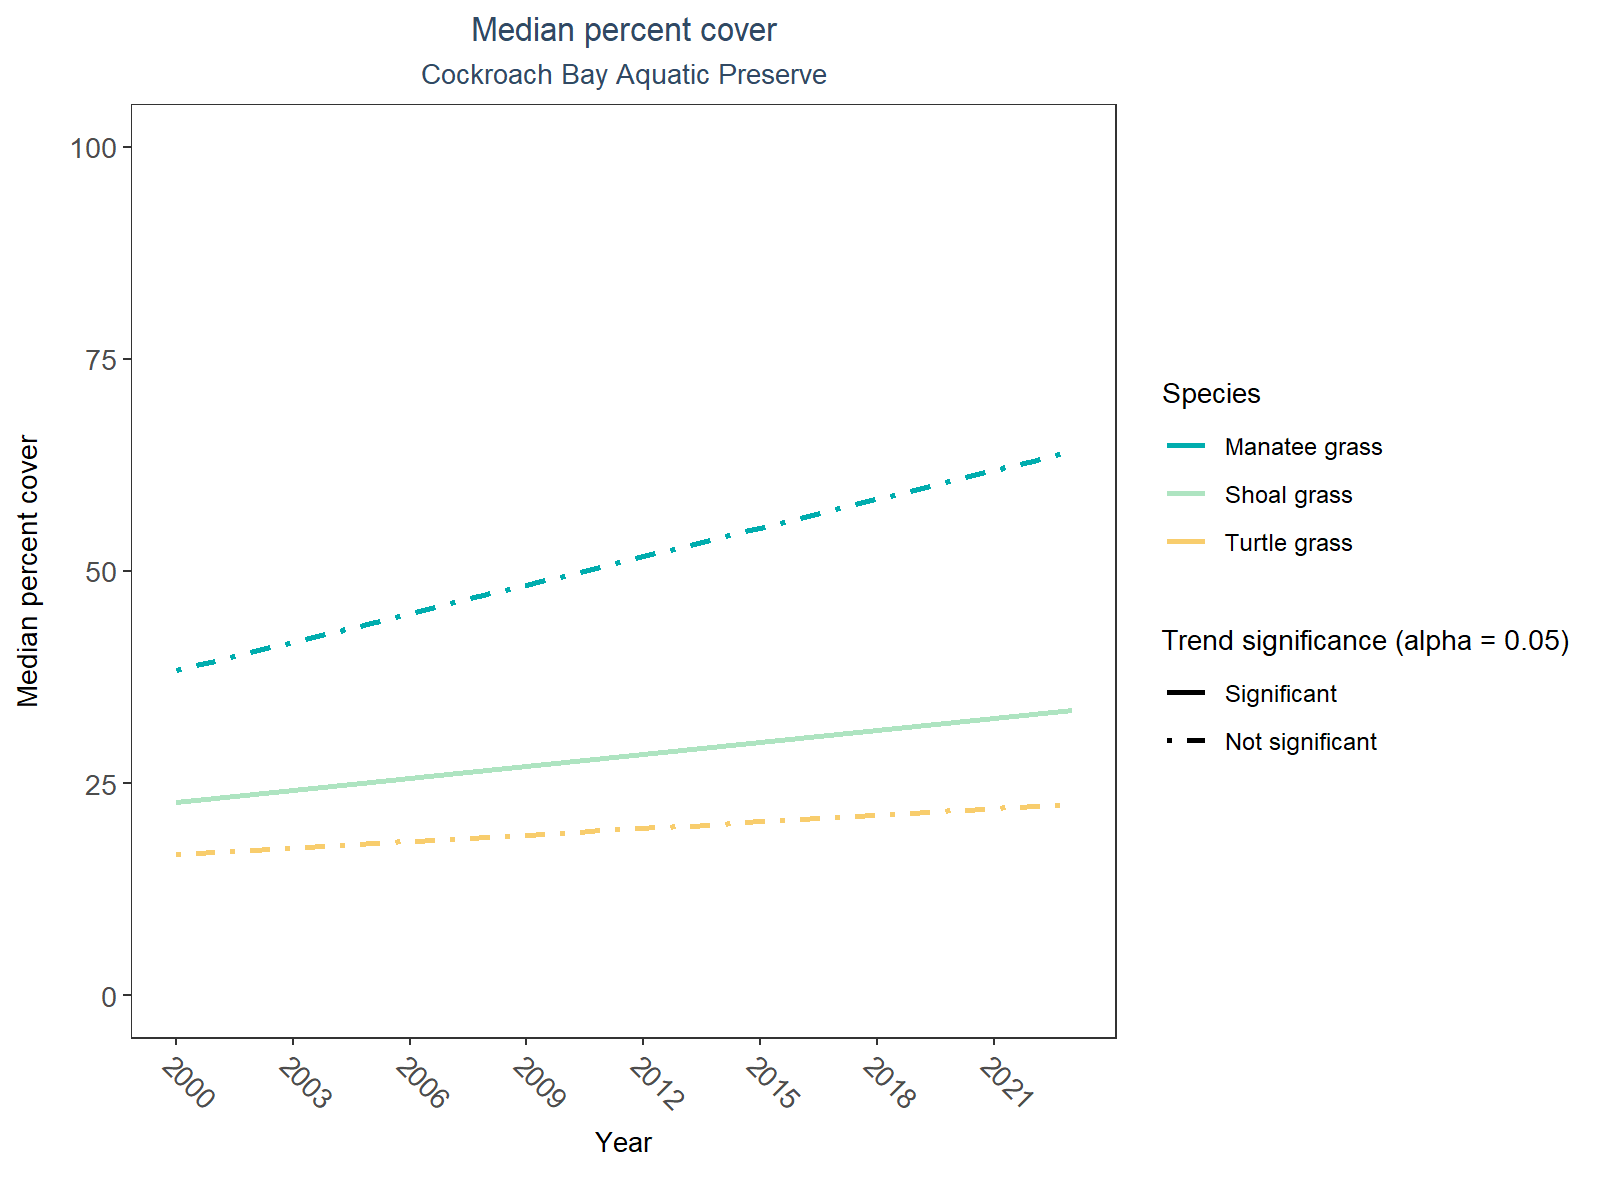 Median percent cover
Cockroach Bay Aquatic Preserve
Median percent cover
100
75
50
25
0
2000
2003
2006
2009
2012
2015
2018
2021
Year
Species
Manatee grass
Shoal grass
Turtle grass
Trend significance (alpha = 0.05)
Significant
Not significant